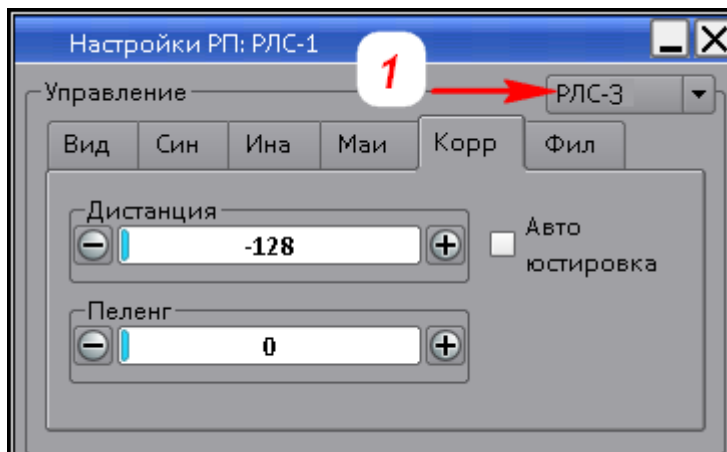 Настройки РП: РЛС-1
1
Управление
РЛС-3
Вид
Син
Ина
Маи
Корр
Фил
Дистанция
-128
Авто
юстировка
Пеленг
0